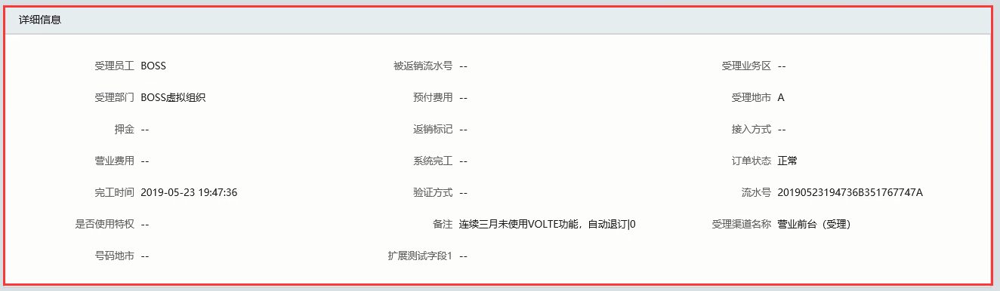 详细信息
受理员工 BOSS 被返销流水号 -- 受理业务区 --
受理部门 BOSS虚拟组织 预付费用 -- 受理地市 A
押金 -- 返销标记 -- 接入方式 --
营业费用 -- 系统完工 -- 订单状态 正常
完工时间 2019-05-23 19:47:36 验证方式 -- 流水号 20190523194736B351767747A
是否使用特权 -- 备注 连续三月未使用VOLTE功能，自动退订|0 受理渠道名称 营业前台（受理）
号码地市 -- 扩展测试字段1 --